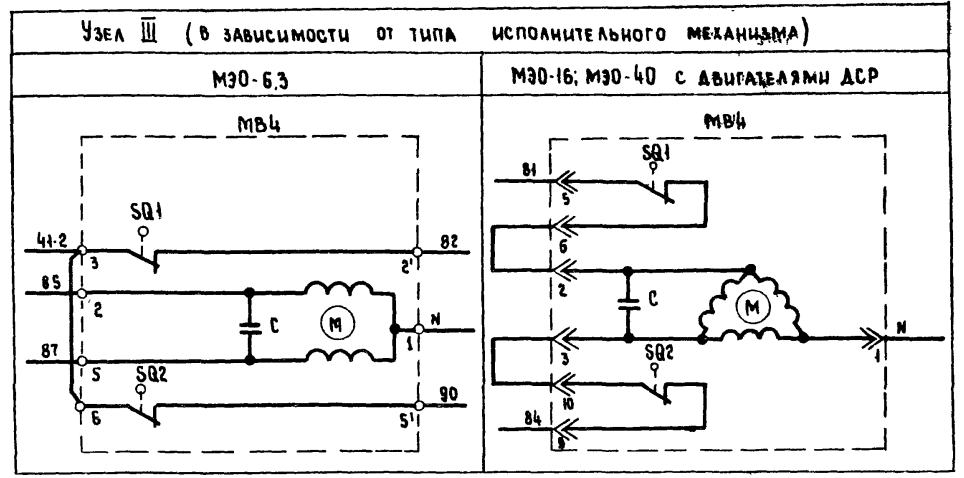 Узел III (в зависимости от типа исполнительного механизма)
МЭО-6,3
МЭО-16; МЭО-40 с двигателями ДСР
МВ4
SQ1
41-2
3
2'
82
85
2
C
М
1
N
87
5
SQ2
6
5'
90
МВ4
SQ1
81
5
6
2
C
М
3
1
N
SQ2
10
84
9